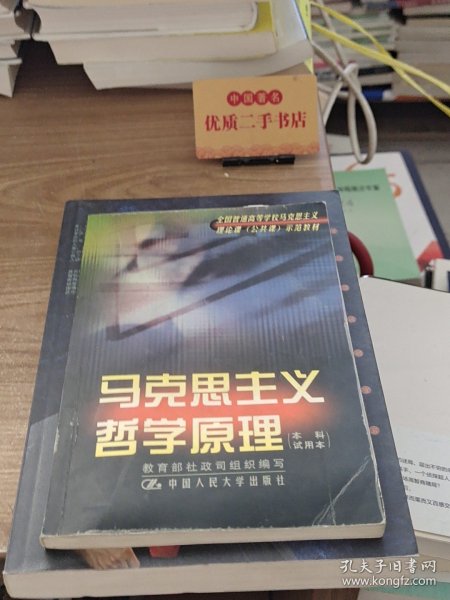 中国著名
优质二手书店
全国普通高等学校马克思主义
理论课（公共课）示范教材
马克思主义
哲学原理
本科
试用本
教育部社政司组织编写
中国人民大学出版社
孔夫子旧书网
www.kongfz.com